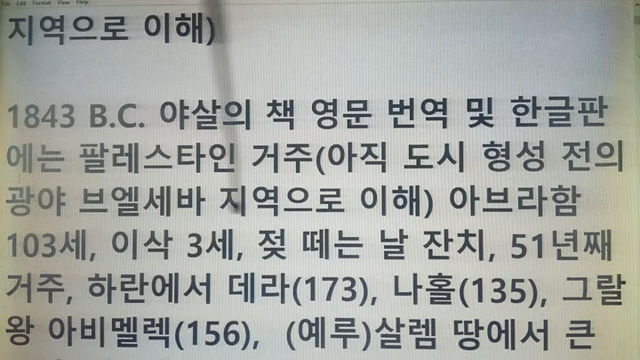 File Edit Format View Help
지역으로 이해)
1843 B.C. 야살의 책 영문 번역 및 한글판
에는 팔레스타인 거주(아직 도시 형성 전의
광야 브엘세바 지역으로 이해) 아브라함
103세, 이삭 3세, 젖 떼는 날 잔치, 51년째
거주, 하란에서 데라(173), 나홀(135), 그랄
왕 아비멜렉(156), (예루)살렘 땅에서 큰